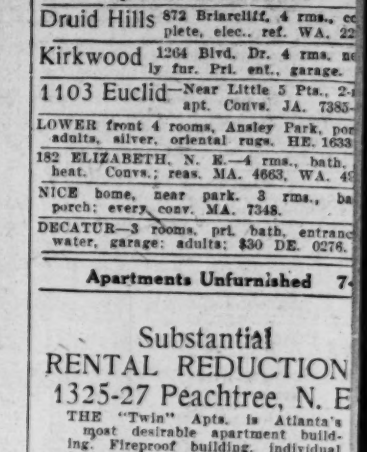 Druid Hills 872 Briarcliff, 4 rms.,
plete, elec., ref. WA. 22
Kirkwood 1264 Blvd. Dr. 4 rms,
ly fur. Pri. ent., garage.
1103 Euclid—Near Little 5 Pts., 2-
apt. Convs. JA. 7385-
LOWER front 4 rooms, Ansley Park, por
adults, silver, oriental rugs. HE. 1633
182 ELIZABETH, N. E.—4 rms., bath,
heat. Convs.; reas. MA. 4663, WA.
NICE home, near park. 3 rms., ba
porch; every conv. MA. 7348.
DECATUR—3 rooms, pri. bath, entranc
water, garage; adults; $30 DE. 0276.
Apartments Unfurnished 7
Substantial
RENTAL REDUCTION
1325-27 Peachtree, N. E
THE "Twin" Apts. is Atlanta's
most desirable apartment build-
ing. Fireproof building, individual